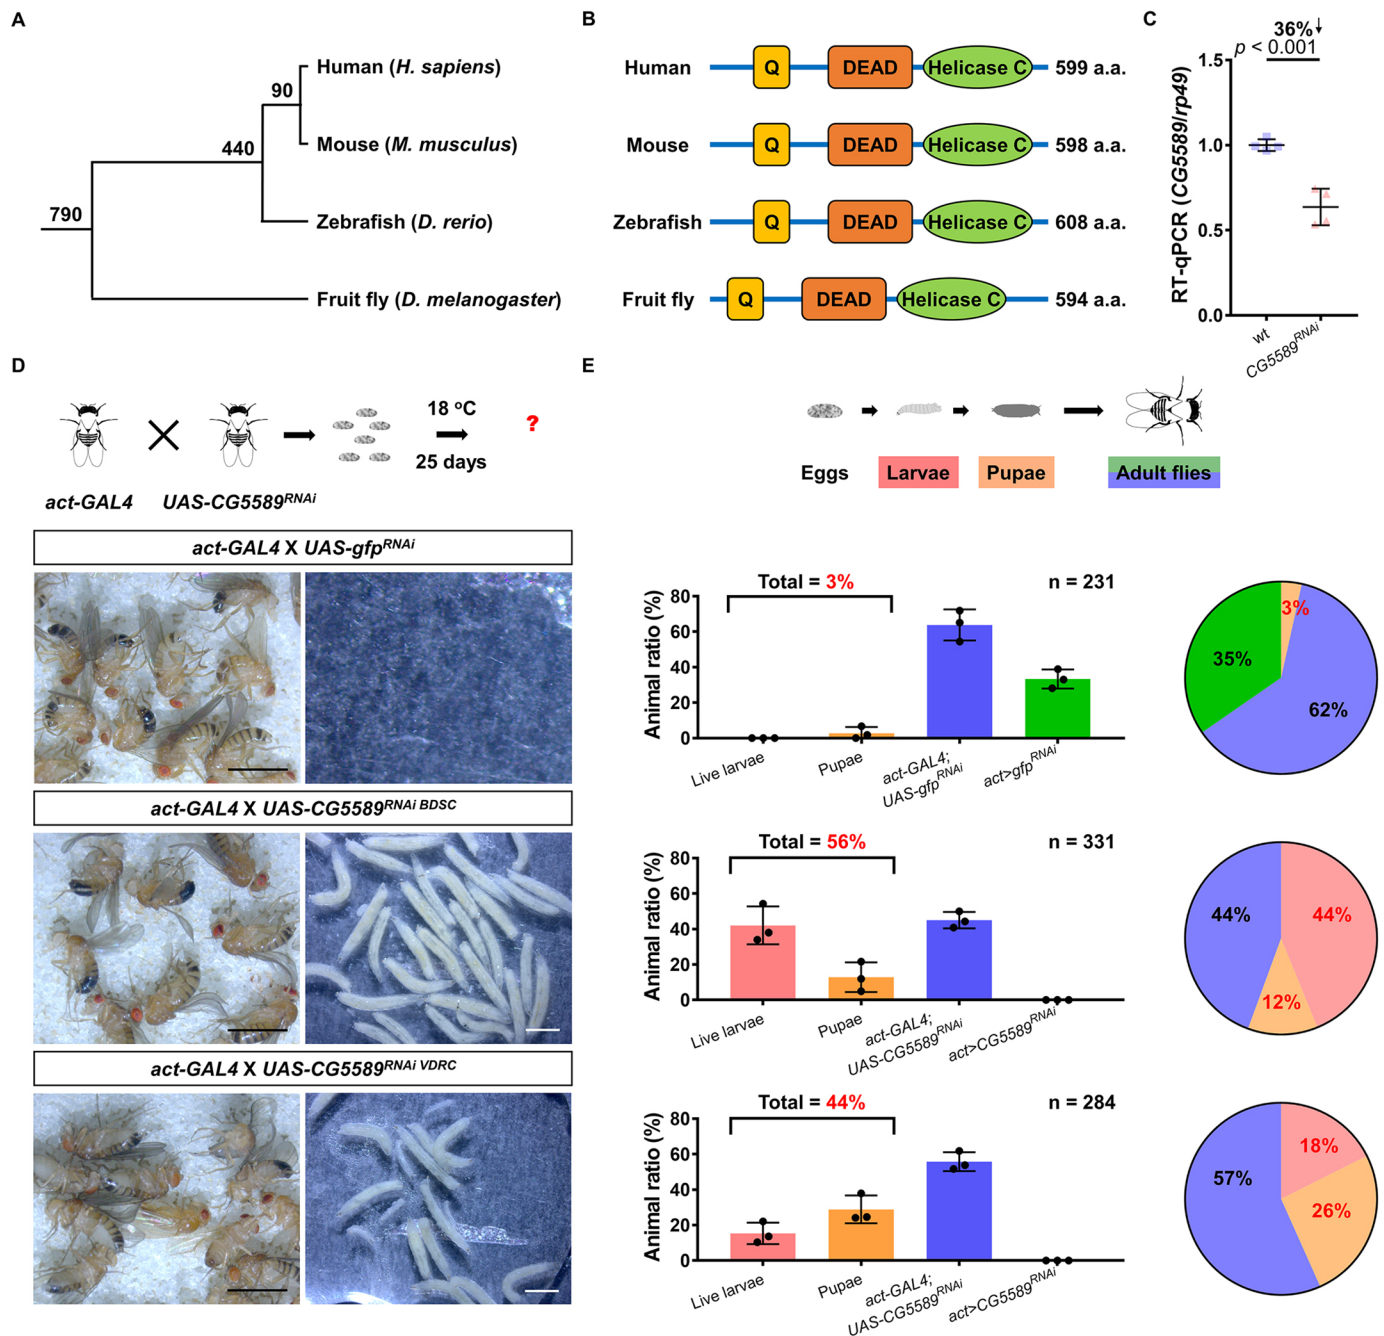 A
790
440
90
Human (H. sapiens)
Mouse (M. musculus)
Zebrafish (D. rerio)
Fruit fly (D. melanogaster)
B
Human Q DEAD Helicase C 599 a.a.
Mouse Q DEAD Helicase C 598 a.a.
Zebrafish Q DEAD Helicase C 608 a.a.
Fruit fly Q DEAD Helicase C 594 a.a.
C
36%↓
p < 0.001
RT-qPCR (CG5589/rp49)
1.5
1.0
0.5
0.0
wt
CG5589RNAi
D
18 oC
25 days
?
act-GAL4
UAS-CG5589RNAi
act-GAL4 X UAS-gfpRNAi
act-GAL4 X UAS-CG5589RNAi BDSC
act-GAL4 X UAS-CG5589RNAi VDRC
E
Eggs
Larvae
Pupae
Adult flies
Total = 3%
n = 231
Animal ratio (%)
80
60
40
20
0
Live larvae
Pupae
act-GAL4;
UAS-gfpRNAi
act>gfpRNAi
3%
35%
62%
Total = 56%
n = 331
Animal ratio (%)
80
60
40
20
0
Live larvae
Pupae
act-GAL4;
UAS-CG5589RNAi
act>CG5589RNAi
44%
44%
12%
Total = 44%
n = 284
Animal ratio (%)
80
60
40
20
0
Live larvae
Pupae
act-GAL4;
UAS-CG5589RNAi
act>CG5589RNAi
18%
57%
26%